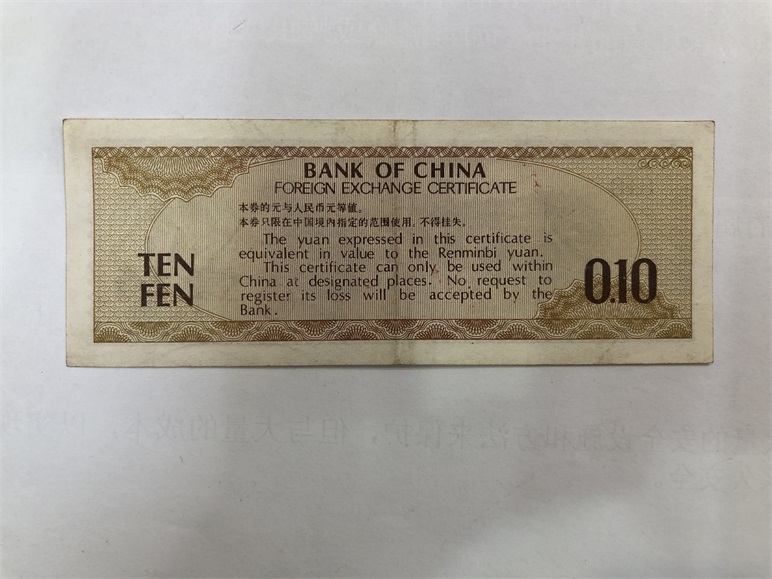 BANK OF CHINA
FOREIGN EXCHANGE CERTIFICATE
本券的元与人民币元等值。
本券只限在中国境内指定的范围使用,不得挂失。
The yuan expressed in this certificate is
equivalent in value to the Renminbi yuan.
This certificate can only, be used within
China at designated places. No request to
register its loss will be accepted by the
Bank.
TEN
FEN
0.10